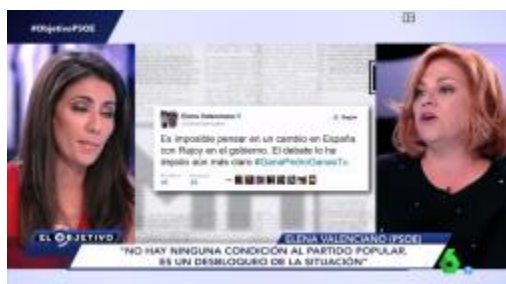 #ObjetivoPSOE
Elena Valenciano
Es imposible pensar en un cambio en España
con Rajoy en el gobierno. El debate lo ha
dejado aún más claro #GanaPedroGanasTu
EL OBJETIVO
ELENA VALENCIANO (PSOE)
"NO HAY NINGUNA CONDICIÓN AL PARTIDO POPULAR.
ES UN DESBLOQUEO DE LA SITUACIÓN"
6